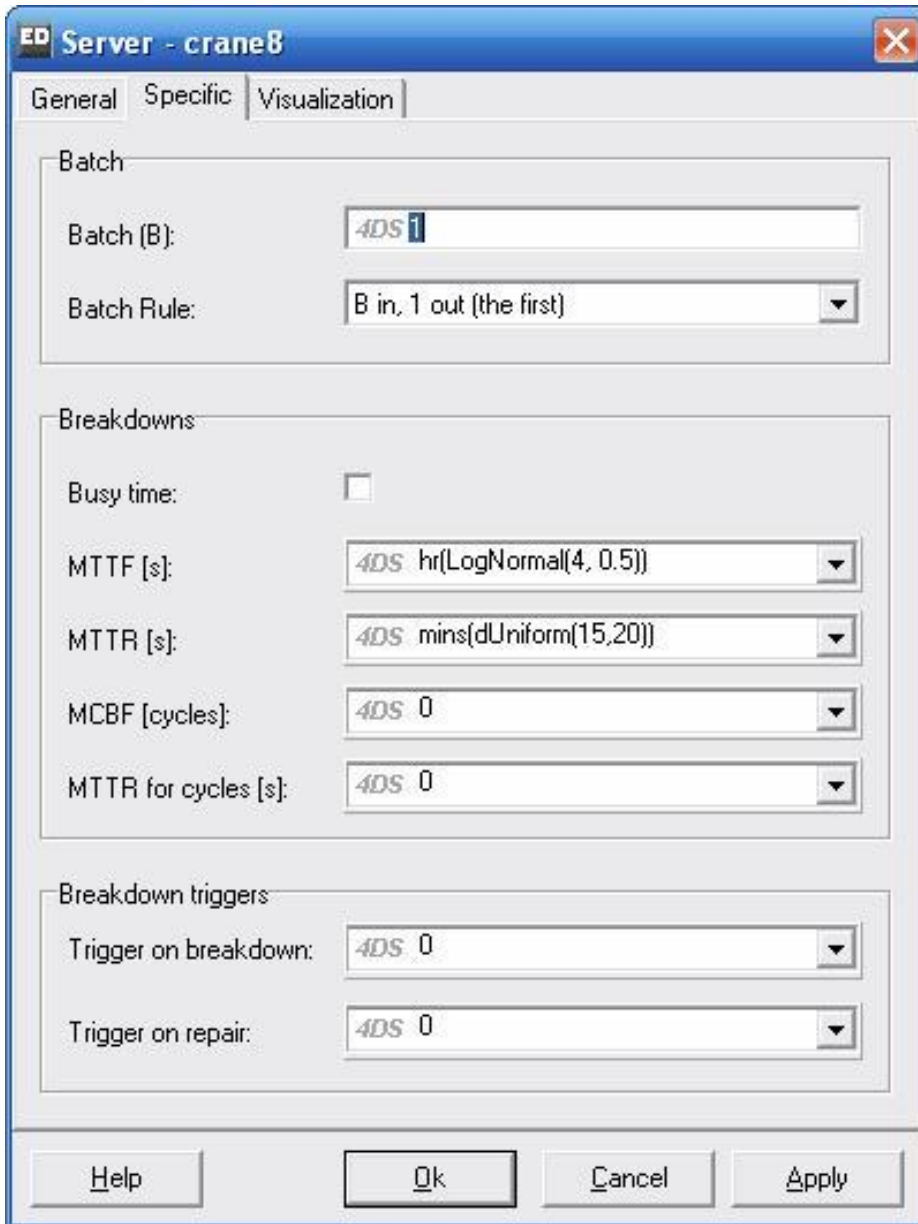 ED Server - crane8
General Specific Visualization
Batch
Batch (B): 4DS 1
Batch Rule: B in, 1 out (the first)
Breakdowns
Busy time:
MTTF [s]: 4DS hr(LogNormal(4, 0.5))
MTTR [s]: 4DS mins(dUniform(15,20))
MCBF [cycles]: 4DS 0
MTTR for cycles [s]: 4DS 0
Breakdown triggers
Trigger on breakdown: 4DS 0
Trigger on repair: 4DS 0
Help Ok Cancel Apply